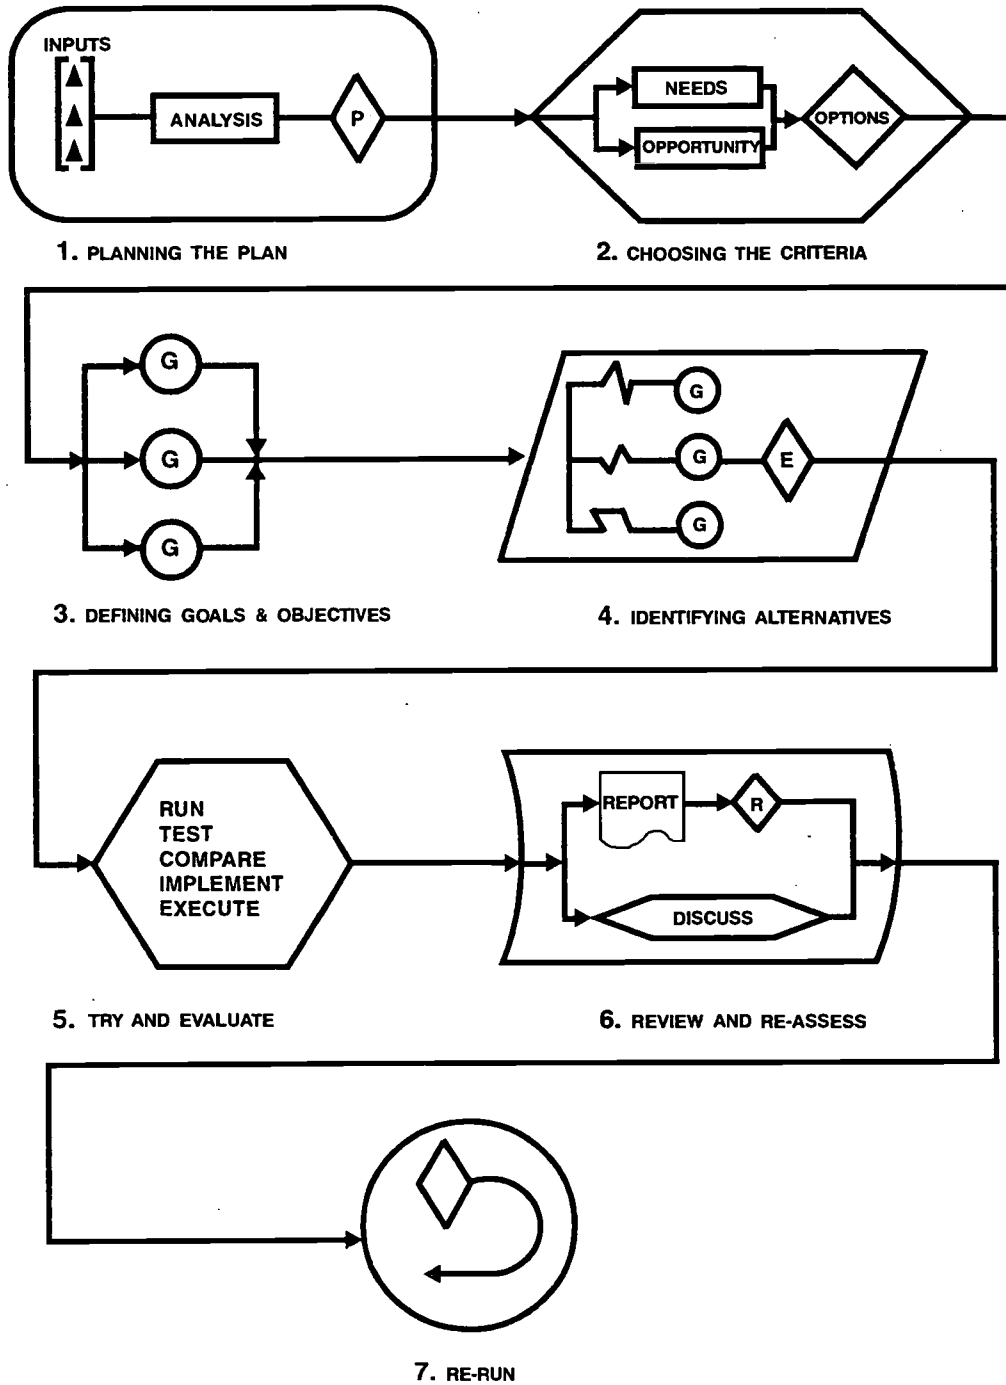 INPUTS
ANALYSIS
P
NEEDS
OPPORTUNITY
OPTIONS
1. PLANNING THE PLAN
2. CHOOSING THE CRITERIA
G
G
G
G
G
G
E
3. DEFINING GOALS & OBJECTIVES
4. IDENTIFYING ALTERNATIVES
RUN
TEST
COMPARE
IMPLEMENT
EXECUTE
REPORT
R
DISCUSS
5. TRY AND EVALUATE
6. REVIEW AND RE-ASSESS
7. RE-RUN